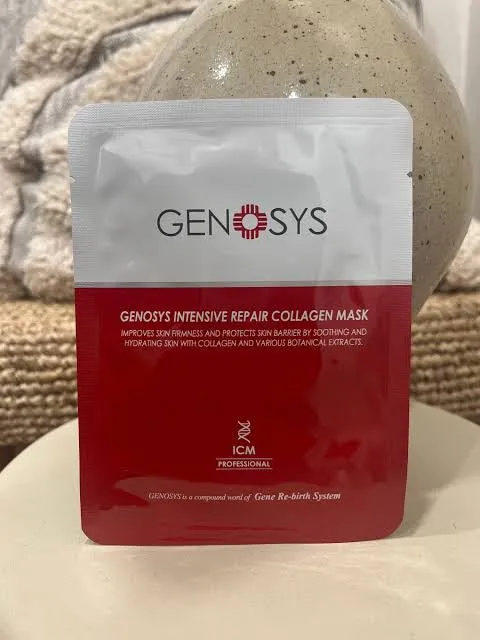 GENOSYS
GENOSYS INTENSIVE REPAIR COLLAGEN MASK
IMPROVES SKIN FIRMNESS AND PROTECTS SKIN BARRIER BY SOOTHING AND
HYDRATING SKIN WITH COLLAGEN AND VARIOUS BOTANICAL EXTRACTS.
ICM
PROFESSIONAL
GENOSYS is a compound word of Gene Re-birth System